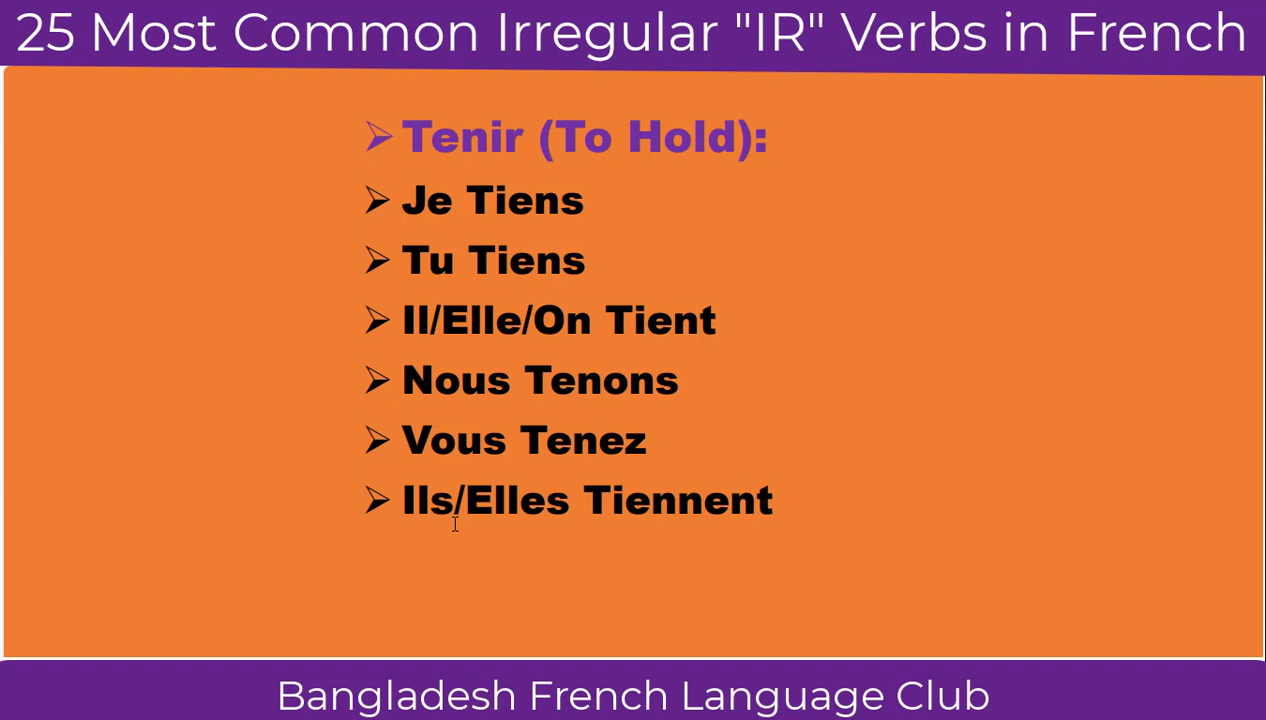 25 Most Common Irregular "IR" Verbs in French
Tenir (To Hold):
Je Tiens
Tu Tiens
Il/Elle/On Tient
Nous Tenons
Vous Tenez
Ils/Elles Tiennent
Bangladesh French Language Club